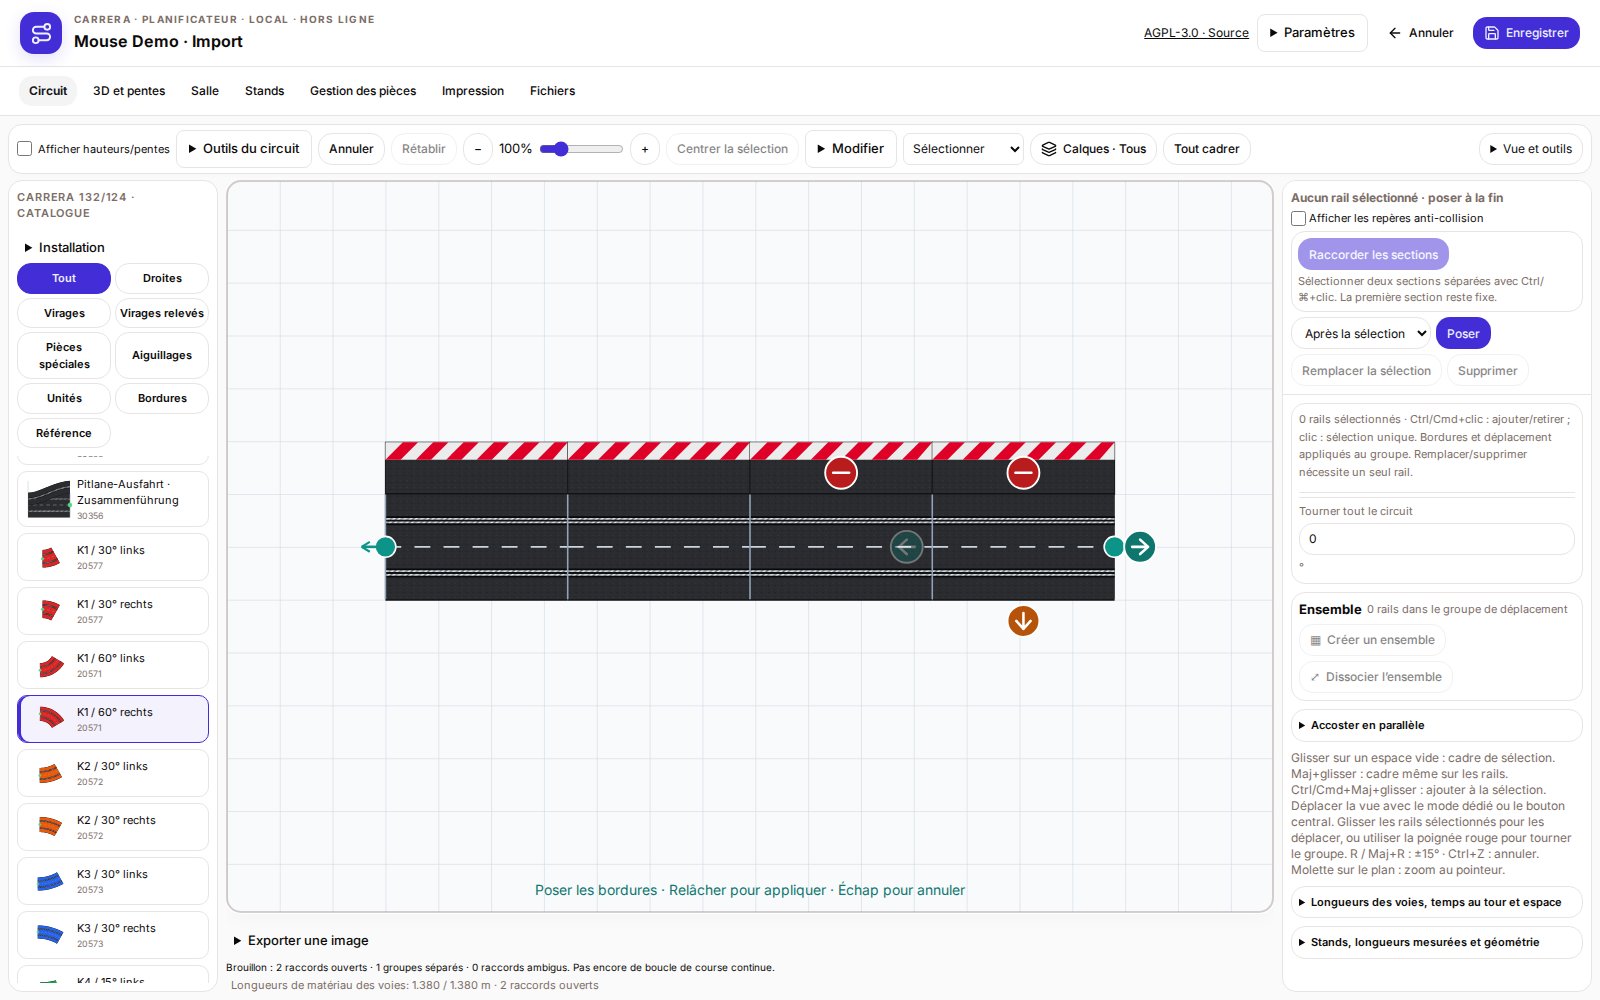 CARRERA · PLANIFICATEUR · LOCAL · HORS LIGNE
Mouse Demo · Import
AGPL-3.0 · Source
Paramètres
Annuler
Enregistrer
Circuit
3D et pentes
Salle
Stands
Gestion des pièces
Impression
Fichiers
Afficher hauteurs/pentes
Outils du circuit
Annuler
Rétablir
−
100%
+
Centrer la sélection
Modifier
Sélectionner
Calques · Tous
Tout cadrer
Vue et outils
CARRERA 132/124 ·
CATALOGUE
Installation
Tout
Droites
Virages
Virages relevés
Pièces
spéciales
Aiguillages
Unités
Bordures
Référence
Pitlane-Ausfahrt ·
Zusammenführung
30356
K1 / 30° links
20577
K1 / 30° rechts
20577
K1 / 60° links
20571
K1 / 60° rechts
20571
K2 / 30° links
20572
K2 / 30° rechts
20572
K3 / 30° links
20573
K3 / 30° rechts
20573
K4 / 15° links
Poser les bordures · Relâcher pour appliquer · Échap pour annuler
Exporter une image
Brouillon : 2 raccords ouverts · 1 groupes séparés · 0 raccords ambigus. Pas encore de boucle de course continue.
Longueurs de matériau des voies: 1.380 / 1.380 m · 2 raccords ouverts
Aucun rail sélectionné · poser à la fin
Afficher les repères anti-collision
Raccorder les sections
Sélectionner deux sections séparées avec Ctrl/
⌘+clic. La première section reste fixe.
Après la sélection
Poser
Remplacer la sélection
Supprimer
0 rails sélectionnés · Ctrl/Cmd+clic : ajouter/retirer ;
clic : sélection unique. Bordures et déplacement
appliqués au groupe. Remplacer/supprimer
nécessite un seul rail.
Tourner tout le circuit
0
°
Ensemble 0 rails dans le groupe de déplacement
Créer un ensemble
Dissocier l’ensemble
Accoster en parallèle
Glisser sur un espace vide : cadre de sélection.
Maj+glisser : cadre même sur les rails.
Ctrl/Cmd+Maj+glisser : ajouter à la sélection.
Déplacer la vue avec le mode dédié ou le bouton
central. Glisser les rails sélectionnés pour les
déplacer, ou utiliser la poignée rouge pour tourner
le groupe. R / Maj+R : ±15° · Ctrl+Z : annuler.
Molette sur le plan : zoom au pointeur.
Longueurs des voies, temps au tour et espace
Stands, longueurs mesurées et géométrie